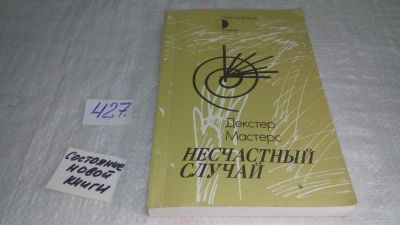 427.
Состояние
новой
книги
Декстер
Мастерс
НЕСЧАСТНЫЙ
СЛУЧАЙ